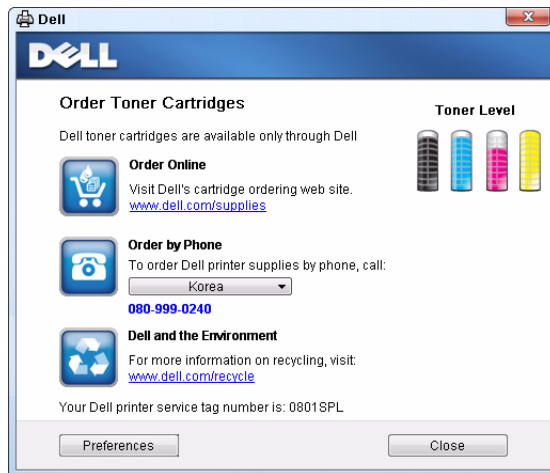 Dell
DELL
Order Toner Cartridges
Toner Level
Dell toner cartridges are available only through Dell
Order Online
Visit Dell's cartridge ordering web site.
www.dell.com/supplies
Order by Phone
To order Dell printer supplies by phone, call:
Korea
080-999-0240
Dell and the Environment
For more information on recycling, visit:
www.dell.com/recycle
Your Dell printer service tag number is: 0801SPL
Preferences
Close